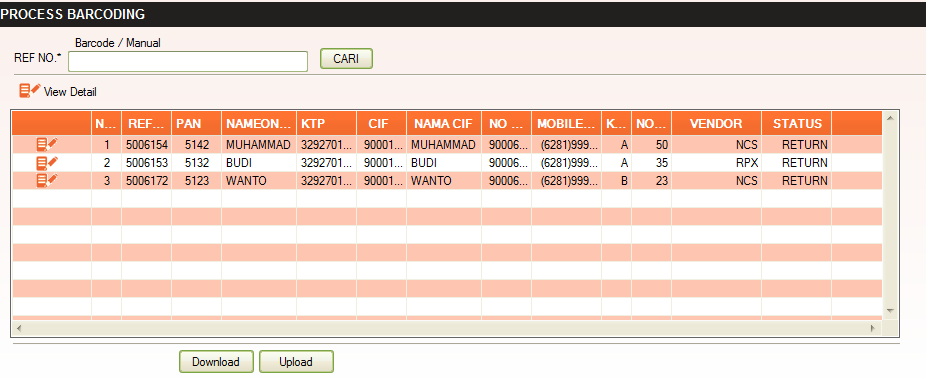 PROCESS BARCODING
Barcode / Manual
REF NO.* CARI
View Detail
N... REF... PAN NAMEON... KTP CIF NAMA CIF NO ... MOBILE... K... NO... VENDOR STATUS
1 5006154 5142 MUHAMMAD 3292701... 90001... MUHAMMAD 90006... (6281)999... A 50 NCS RETURN
2 5006153 5132 BUDI 3292701... 90001... BUDI 90006... (6281)999... A 35 RPX RETURN
3 5006172 5123 WANTO 3292701... 90001... WANTO 90006... (6281)999... B 23 NCS RETURN
Download Upload